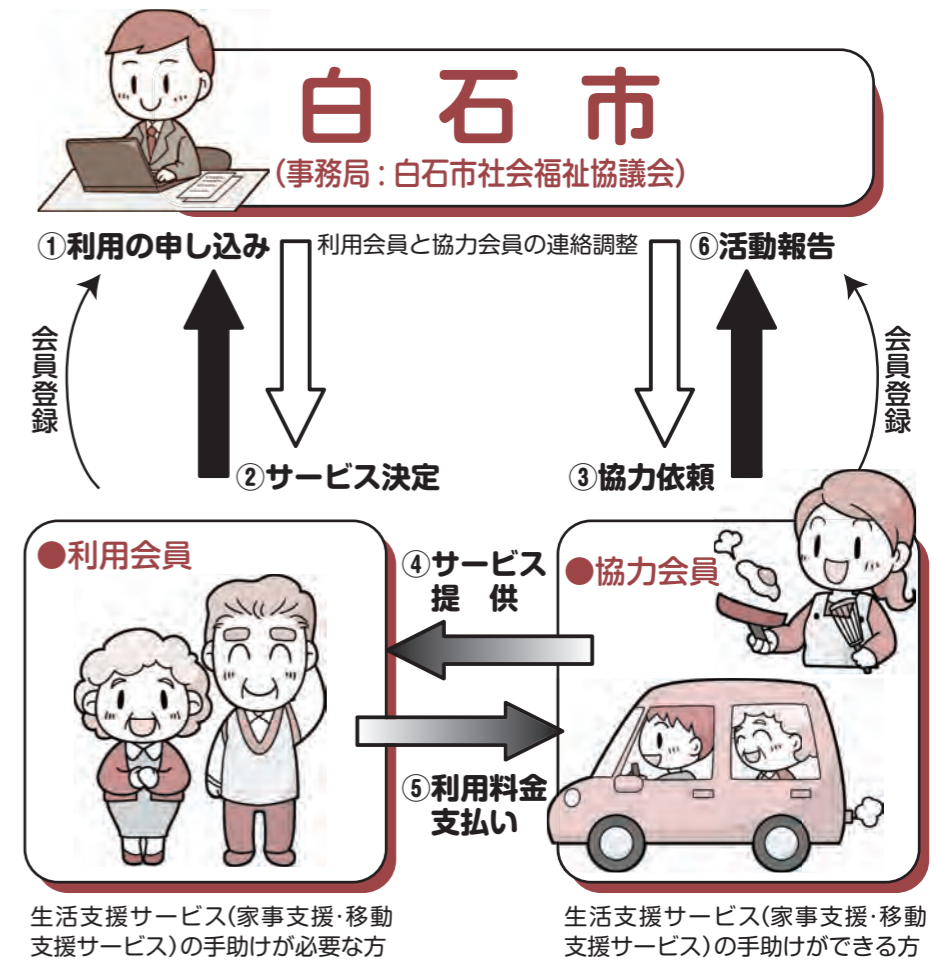 白石市
(事務局:白石市社会福祉協議会)
①利用の申し込み
利用会員と協力会員の連絡調整
⑥活動報告
会員登録
会員登録
②サービス決定
③協力依頼
●利用会員
④サービス
提供
●協力会員
⑤利用料金
支払い
生活支援サービス(家事支援・移動
支援サービス)の手助けが必要な方
生活支援サービス(家事支援・移動
支援サービス)の手助けができる方